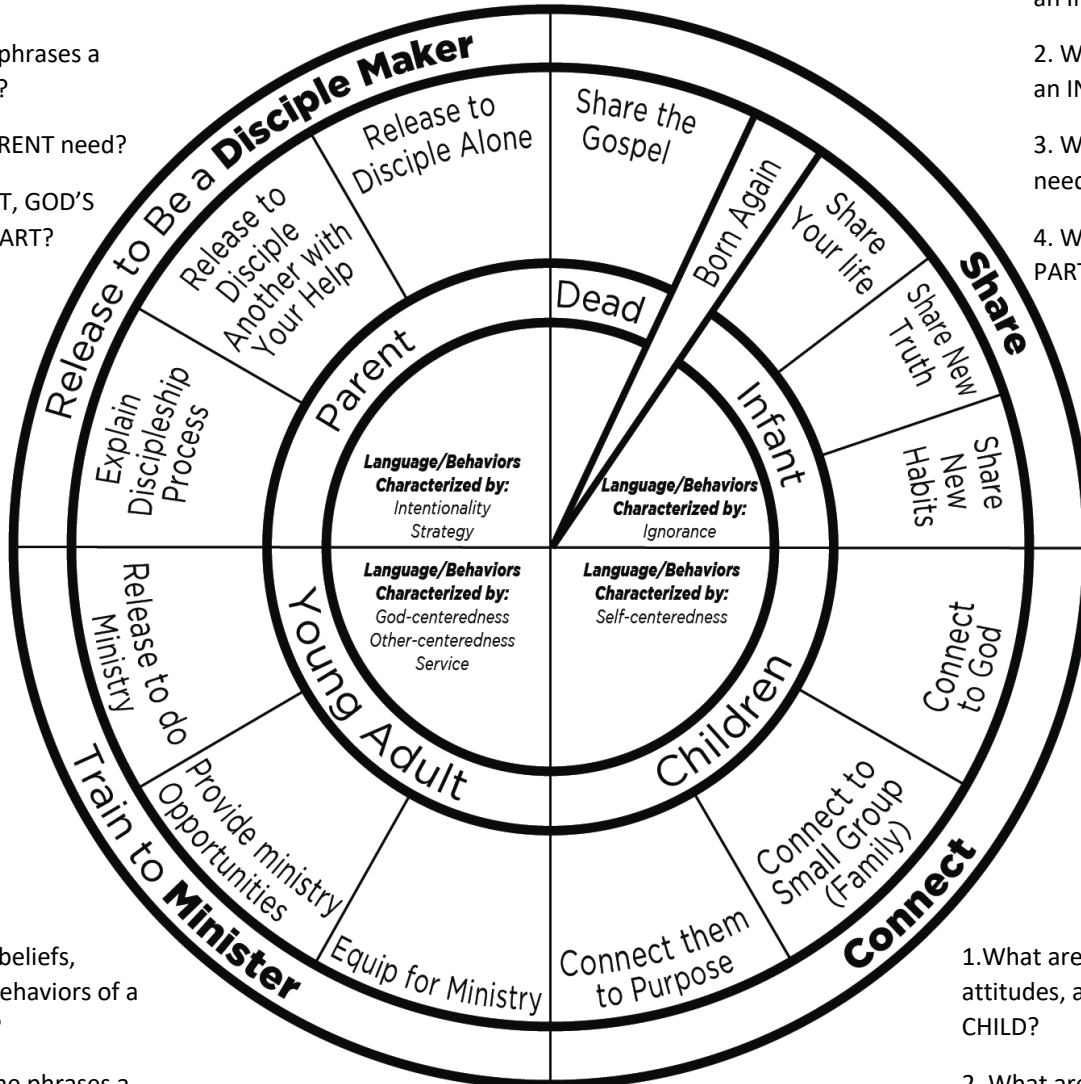 phrases a
?
RENT need?
T, GOD’S
ART?
2. W
an IN
3. W
need
4. W
PART
Release to Be a Disciple Maker
Share
Connect
Train to Minister
Release to
Disciple Alone
Release to
Disciple
Another with
Your Help
Explain
Discipleship
Process
Share the
Gospel
Born Again
Share
Your life
Share New
Truth
Share
New
Habits
Connect
to God
Connect to
Small Group
(Family)
Connect them
to Purpose
Equip for Ministry
Provide ministry
Opportunities
Release to do
Ministry
Dead
Infant
Children
Young Adult
Parent
Language/Behaviors
Characterized by:
Intentionality
Strategy
Language/Behaviors
Characterized by:
Ignorance
Language/Behaviors
Characterized by:
God-centeredness
Other-centeredness
Service
Language/Behaviors
Characterized by:
Self-centeredness
beliefs,
ehaviors of a
1.What are
attitudes, a
CHILD?
2. What are
he phrases a